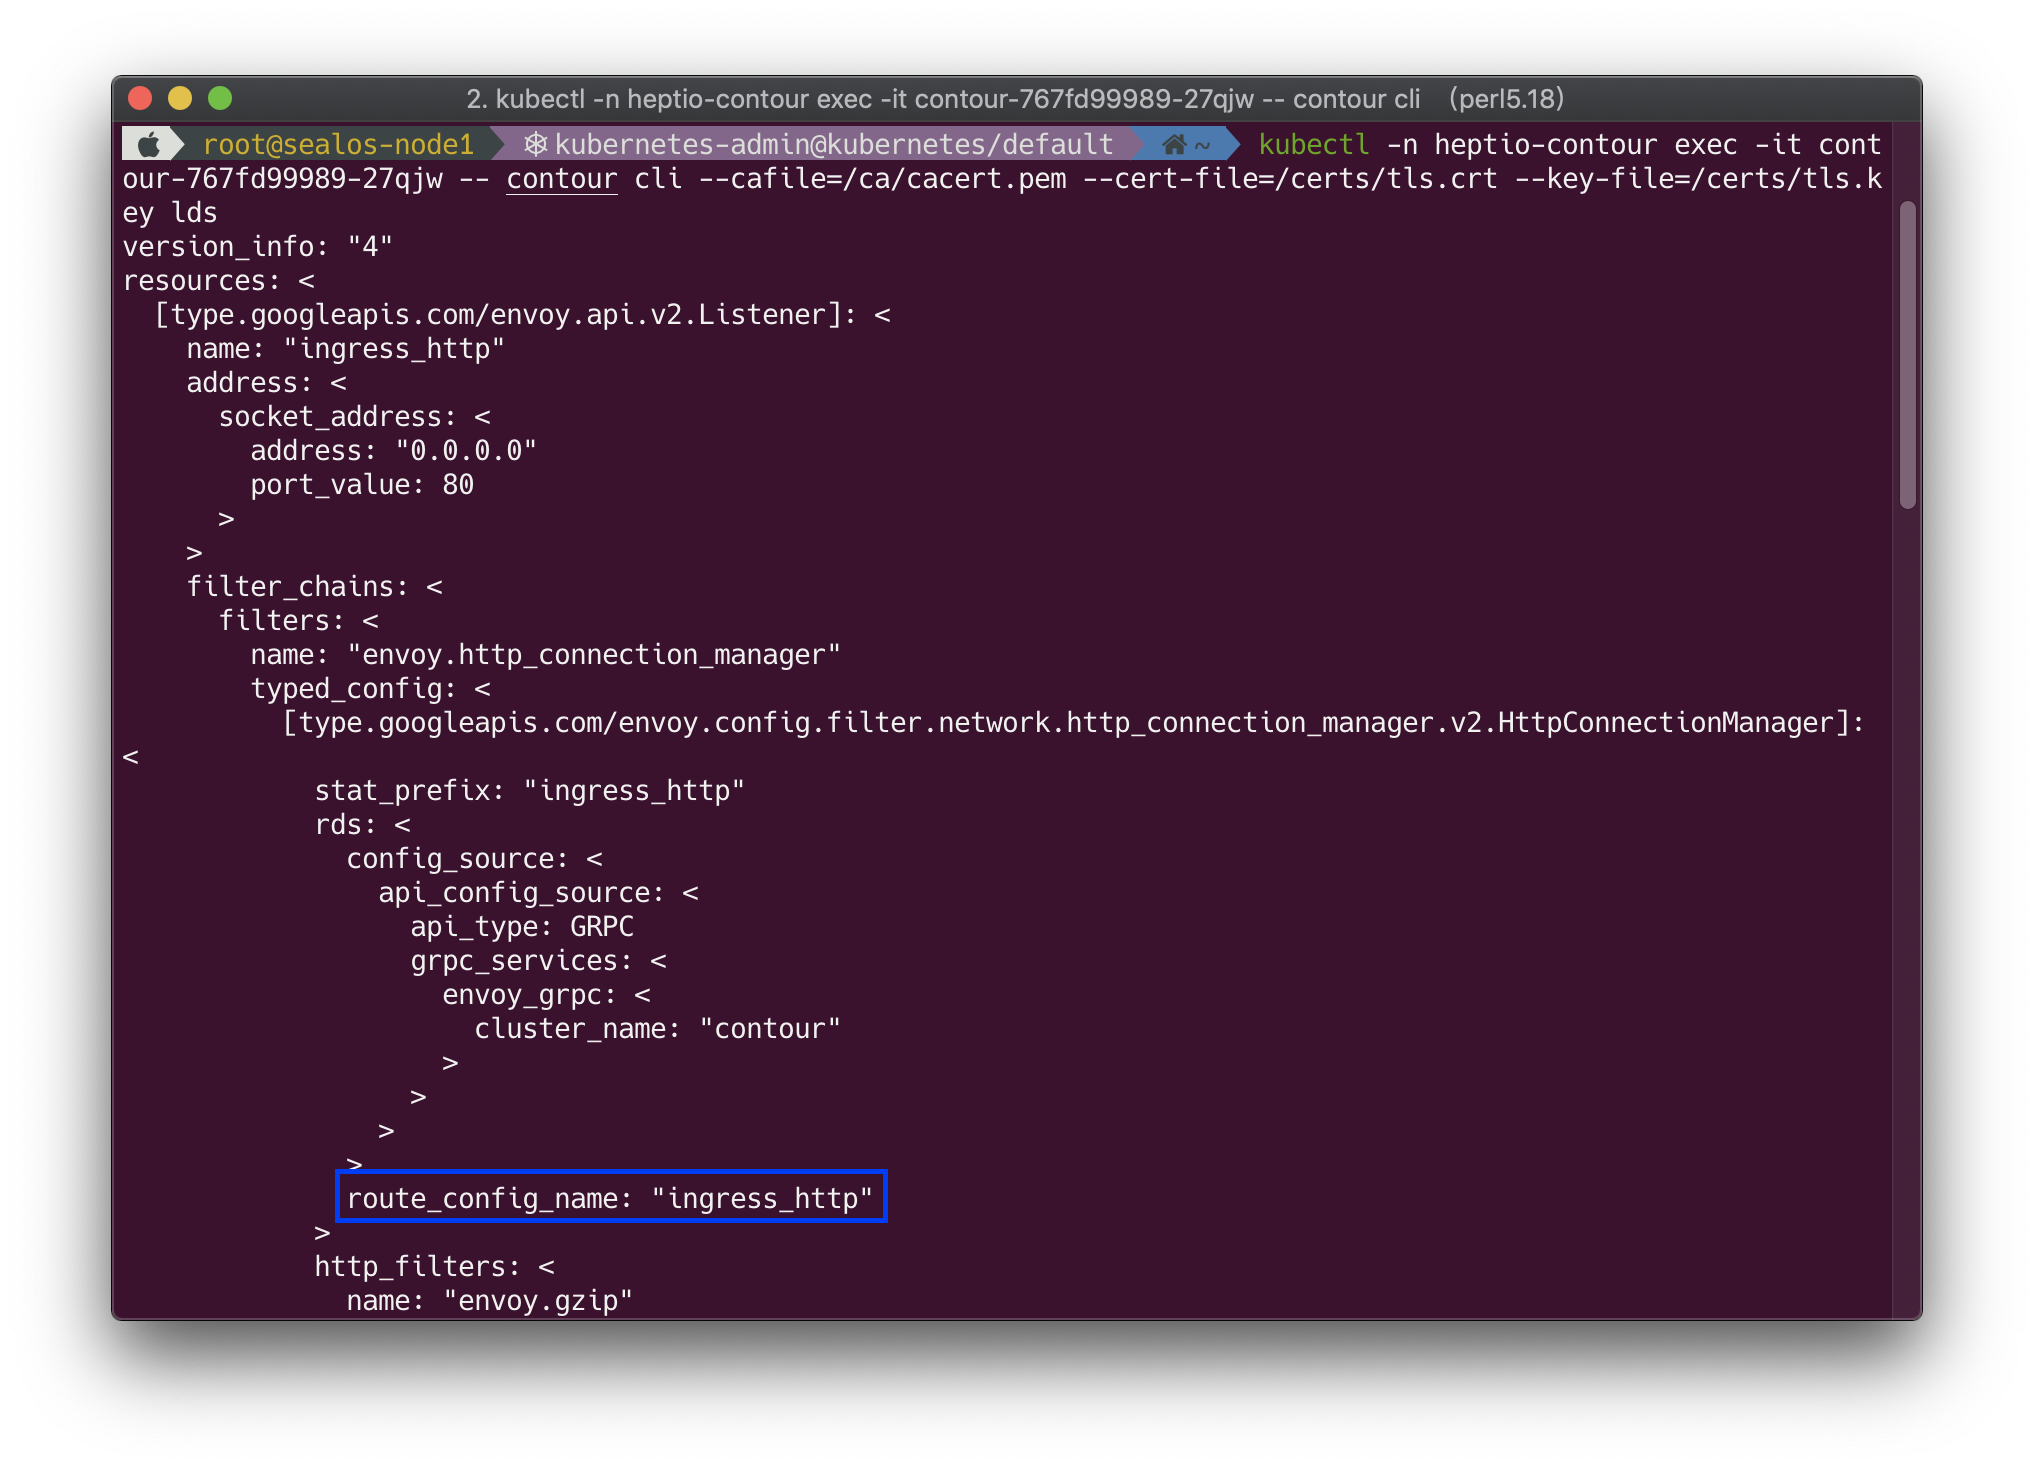 2. kubectl -n heptio-contour exec -it contour-767fd99989-27qjw -- contour cli (perl5.18)
root@sealos-node1 kubernetes-admin@kubernetes/default ~ kubectl -n heptio-contour exec -it cont
our-767fd99989-27qjw -- contour cli --cafile=/ca/cacert.pem --cert-file=/certs/tls.crt --key-file=/certs/tls.k
ey lds
version_info: "4"
resources: <
  [type.googleapis.com/envoy.api.v2.Listener]: <
    name: "ingress_http"
    address: <
      socket_address: <
        address: "0.0.0.0"
        port_value: 80
      >
    >
    filter_chains: <
      filters: <
        name: "envoy.http_connection_manager"
        typed_config: <
          [type.googleapis.com/envoy.config.filter.network.http_connection_manager.v2.HttpConnectionManager]:
<
            stat_prefix: "ingress_http"
            rds: <
              config_source: <
                api_config_source: <
                  api_type: GRPC
                  grpc_services: <
                    envoy_grpc: <
                      cluster_name: "contour"
                    >
                  >
                >
              >
              route_config_name: "ingress_http"
            >
            http_filters: <
              name: "envoy.gzip"